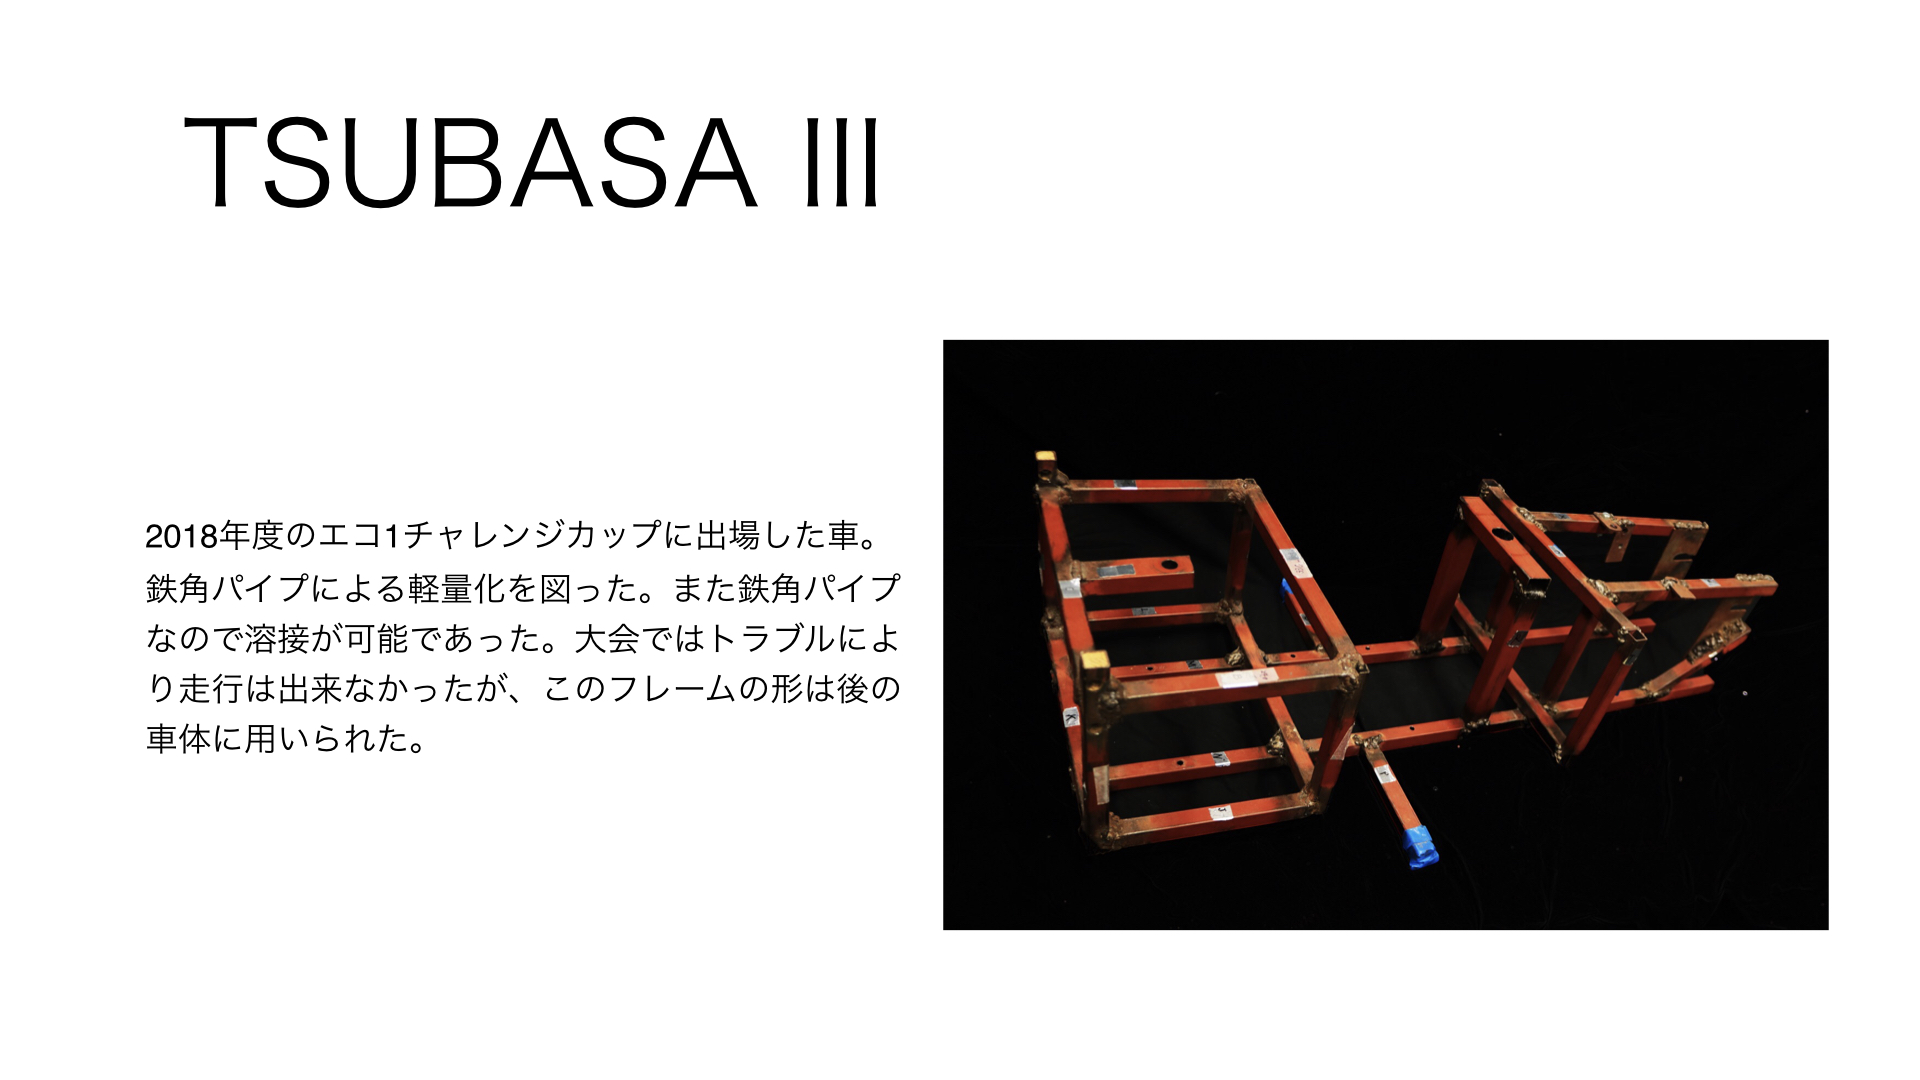 TSUBASA III
2018年度のエコ1チャレンジカップに出場した車。
鉄角パイプによる軽量化を図った。また鉄角パイプ
なので溶接が可能であった。大会ではトラブルによ
り走行は出来なかったが、このフレームの形は後の
車体に用いられた。